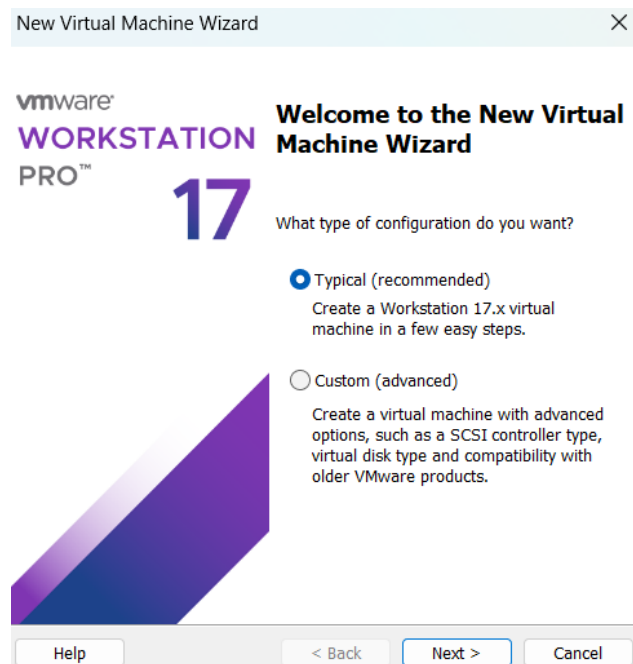 New Virtual Machine Wizard
vmware
WORKSTATION
PRO™
17
Welcome to the New Virtual
Machine Wizard
What type of configuration do you want?
Typical (recommended)
Create a Workstation 17.x virtual
machine in a few easy steps.
Custom (advanced)
Create a virtual machine with advanced
options, such as a SCSI controller type,
virtual disk type and compatibility with
older VMware products.
Help
< Back
Next >
Cancel